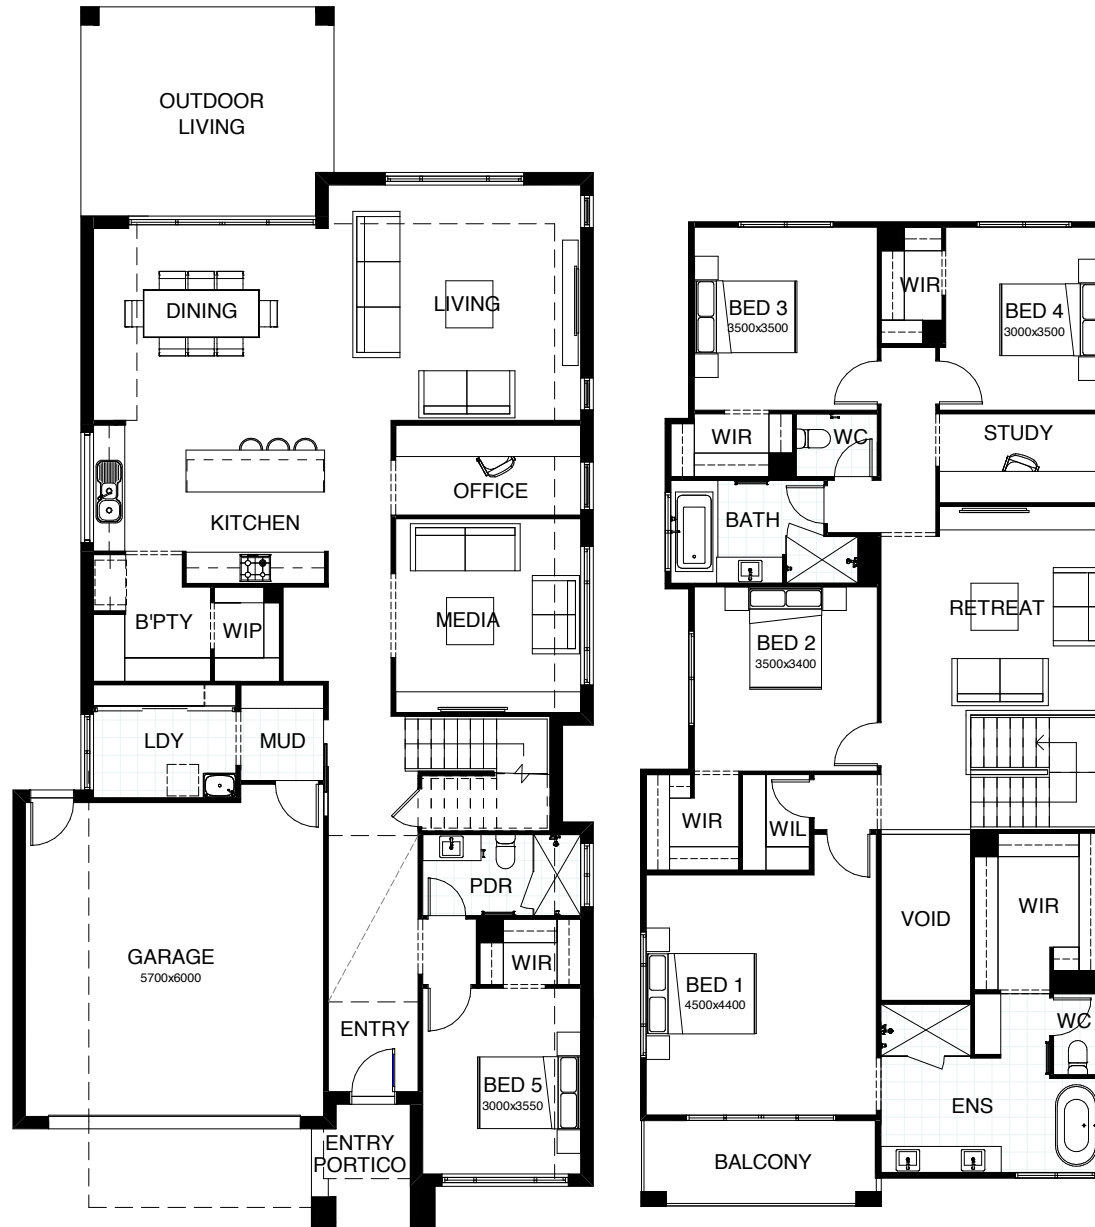 OUTDOOR
LIVING
DINING
LIVING
OFFICE
KITCHEN
B'PTY
WIP
MEDIA
LDY
MUD
PDR
GARAGE
5700x6000
WIR
ENTRY
BED 5
3000x3550
ENTRY
PORTICO
BED 3
3500x3500
WIR
BED 4
3000x3500
WIR
WC
STUDY
BATH
RETREAT
BED 2
3500x3400
WIR
WIL
VOID
WIR
BED 1
4500x4400
WC
ENS
BALCONY